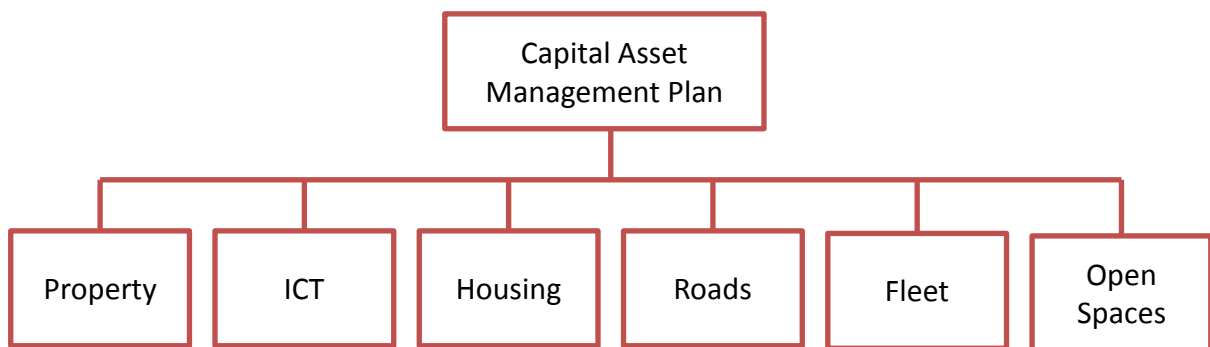 Capital Asset
Management Plan
Property
ICT
Housing
Roads
Fleet
Open
Spaces